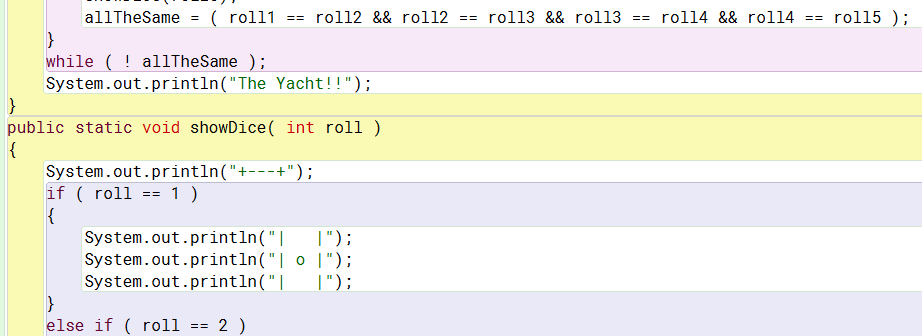 allTheSame = ( roll1 == roll2 && roll2 == roll3 && roll3 == roll4 && roll4 == roll5 );
}
while ( ! allTheSame );
System.out.println("The Yacht!!");
}
public static void showDice( int roll )
{
System.out.println("+---+");
if ( roll == 1 )
{
System.out.println("|   |");
System.out.println("| o |");
System.out.println("|   |");
}
else if ( roll == 2 )